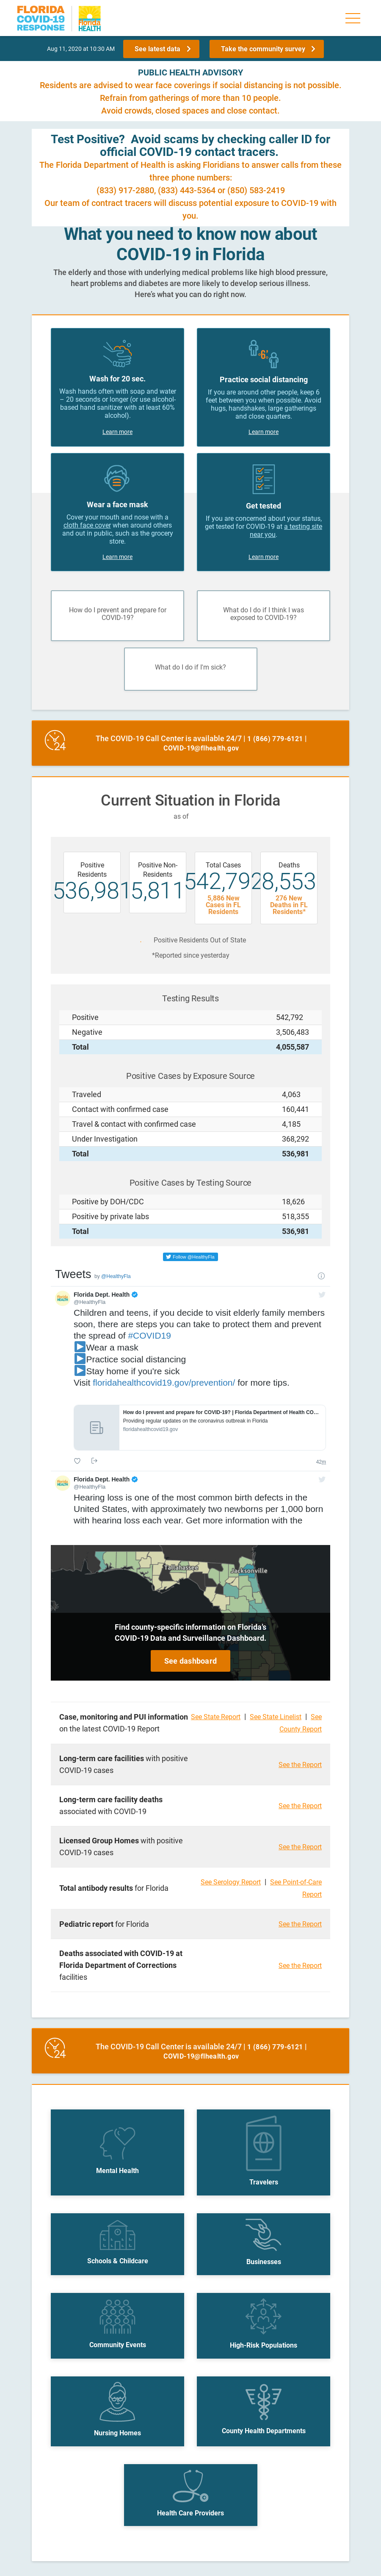 FLORIDA
COVID-19
RESPONSE
Florida
HEALTH
Aug 11, 2020 at 10:30 AM
See latest data
Take the community survey
PUBLIC HEALTH ADVISORY
Residents are advised to wear face coverings if social distancing is not possible.
Refrain from gatherings of more than 10 people.
Avoid crowds, closed spaces and close contact.
Test Positive? Avoid scams by checking caller ID for
official COVID-19 contact tracers.
The Florida Department of Health is asking Floridians to answer calls from these
three phone numbers:
(833) 917-2880, (833) 443-5364 or (850) 583-2419
Our team of contract tracers will discuss potential exposure to COVID-19 with
you.
What you need to know now about
COVID-19 in Florida
The elderly and those with underlying medical problems like high blood pressure,
heart problems and diabetes are more likely to develop serious illness.
Here's what you can do right now.
Wash for 20 sec.
Wash hands often with soap and water
– 20 seconds or longer (or use alcohol-
based hand sanitizer with at least 60%
alcohol).
Learn more
6'
Practice social distancing
If you are around other people, keep 6
feet between you when possible. Avoid
hugs, handshakes, large gatherings
and close quarters.
Learn more
Wear a face mask
Cover your mouth and nose with a
cloth face cover when around others
and out in public, such as the grocery
store.
Learn more
Get tested
If you are concerned about your status,
get tested for COVID-19 at a testing site
near you.
Learn more
How do I prevent and prepare for
COVID-19?
What do I do if I think I was
exposed to COVID-19?
What do I do if I'm sick?
24
The COVID-19 Call Center is available 24/7 | 1 (866) 779-6121 |
COVID-19@flhealth.gov
Current Situation in Florida
as of
Positive
Residents
536,981
Positive Non-
Residents
5,811
Total Cases
542,792
5,886 New
Cases in FL
Residents
Deaths
8,553
276 New
Deaths in FL
Residents*
Positive Residents Out of State
*Reported since yesterday
Testing Results
Positive 542,792
Negative 3,506,483
Total 4,055,587
Positive Cases by Exposure Source
Traveled 4,063
Contact with confirmed case 160,441
Travel & contact with confirmed case 4,185
Under Investigation 368,292
Total 536,981
Positive Cases by Testing Source
Positive by DOH/CDC 18,626
Positive by private labs 518,355
Total 536,981
Follow @HealthyFla
Tweets by @HealthyFla
Florida Dept. Health
@HealthyFla
Children and teens, if you decide to visit elderly family members
soon, there are steps you can take to protect them and prevent
the spread of #COVID19
Wear a mask
Practice social distancing
Stay home if you're sick
Visit floridahealthcovid19.gov/prevention/ for more tips.
How do I prevent and prepare for COVID-19? | Florida Department of Health CO...
Providing regular updates on the coronavirus outbreak in Florida
floridahealthcovid19.gov
42m
Florida Dept. Health
@HealthyFla
Hearing loss is one of the most common birth defects in the
United States, with approximately two newborns per 1,000 born
with hearing loss each year. Get more information with the
Tallahassee
Jacksonville
Find county-specific information on Florida's
COVID-19 Data and Surveillance Dashboard.
See dashboard
Case, monitoring and PUI information See State Report | See State Linelist | See
on the latest COVID-19 Report County Report
Long-term care facilities with positive
COVID-19 cases
See the Report
Long-term care facility deaths
associated with COVID-19
See the Report
Licensed Group Homes with positive
COVID-19 cases
See the Report
Total antibody results for Florida
See Serology Report | See Point-of-Care
Report
Pediatric report for Florida See the Report
Deaths associated with COVID-19 at
Florida Department of Corrections
facilities
See the Report
24
The COVID-19 Call Center is available 24/7 | 1 (866) 779-6121 |
COVID-19@flhealth.gov
Mental Health
Travelers
Schools & Childcare
Businesses
Community Events
High-Risk Populations
Nursing Homes
County Health Departments
Health Care Providers